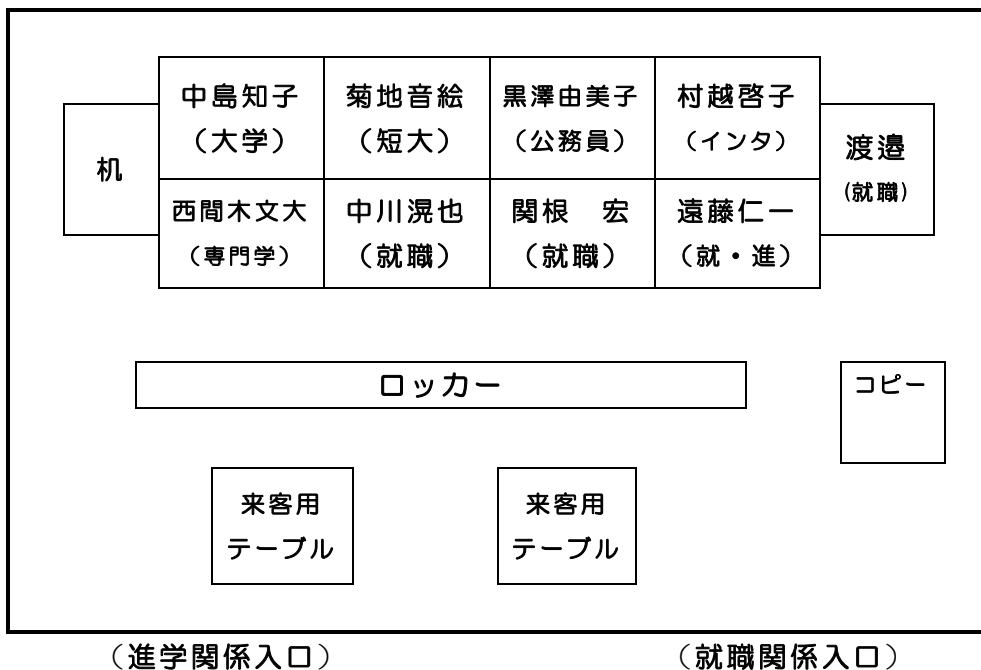 中島知子
（大学）
菊地音絵
（短大）
黒澤由美子
（公務員）
村越啓子
（インタ）
机
渡邉
(就職)
西間木文大
（専門学）
中川滉也
（就職）
関根　宏
（就職）
遠藤仁一
（就・進）
ロッカー
コピー
来客用
テーブル
来客用
テーブル
（進学関係入口）
（就職関係入口）